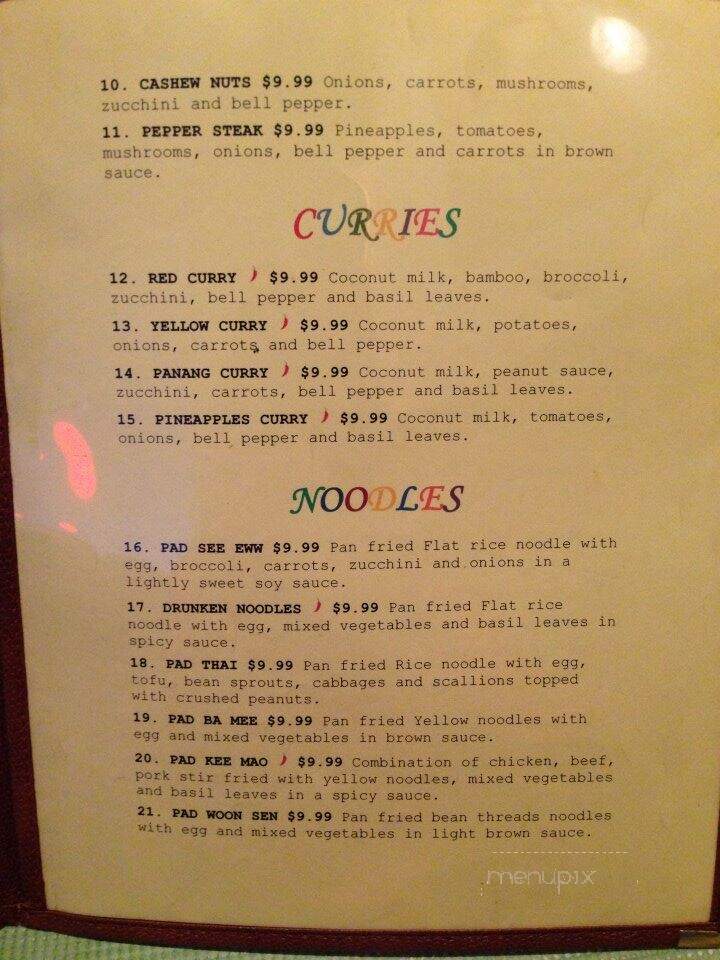 10. CASHEW NUTS $9.99 Onions, carrots, mushrooms,
zucchini and bell pepper.
11. PEPPER STEAK $9.99 Pineapples, tomatoes,
mushrooms, onions, bell pepper and carrots in brown
sauce.
CURRIES
12. RED CURRY $9.99 Coconut milk, bamboo, broccoli,
zucchini, bell pepper and basil leaves.
13. YELLOW CURRY $9.99 Coconut milk, potatoes,
onions, carrots, and bell pepper.
14. PANANG CURRY $9.99 Coconut milk, peanut sauce,
zucchini, carrots, bell pepper and basil leaves.
15. PINEAPPLES CURRY $9.99 Coconut milk, tomatoes,
onions, bell pepper and basil leaves.
NOODLES
16. PAD SEE EWW $9.99 Pan fried Flat rice noodle with
egg, broccoli, carrots, zucchini and onions in a
lightly sweet soy sauce.
17. DRUNKEN NOODLES $9.99 Pan fried Flat rice
noodle with egg, mixed vegetables and basil leaves in
spicy sauce.
18. PAD THAI $9.99 Pan fried Rice noodle with egg,
tofu, bean sprouts, cabbages and scallions topped
with crushed peanuts.
19. PAD BA MEE $9.99 Pan fried Yellow noodles with
egg and mixed vegetables in brown sauce.
20. PAD KEE MAO $9.99 Combination of chicken, beef,
pork stir fried with yellow noodles, mixed vegetables
and basil leaves in a spicy sauce.
21. PAD WOON SEN $9.99 Pan fried bean threads noodles
with egg and mixed vegetables in light brown sauce.
menupix